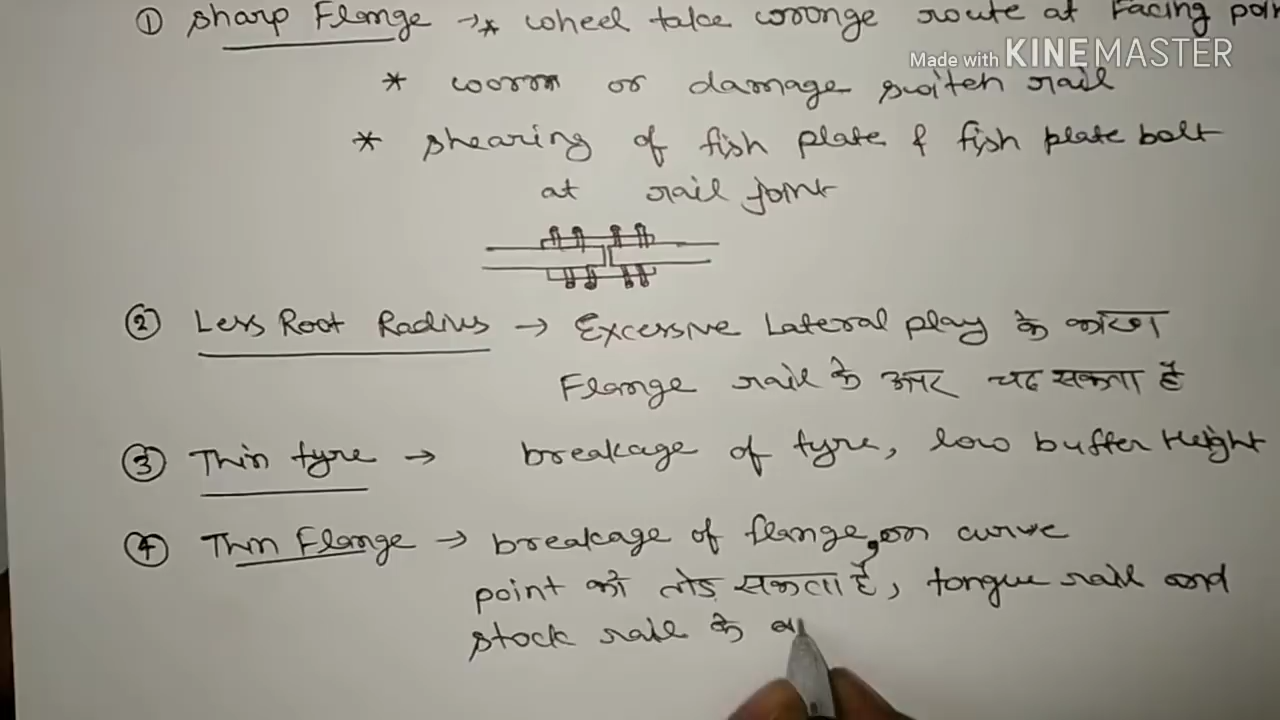 ① Sharp Flange → * wheel take wronge route at Facing poin
Made with KINEMASTER
* woorn or damage switch rail
* shearing of fish plate & fish plate bolt
at rail joint
② Less Root Radius → Excessive Lateral play के कारण
Flange rail के ऊपर चढ सकता है
③ Thin tyre → breakage of tyre, low buffer Height
④ Thin Flange → breakage of flange, on curve
point को तोड़ सकता है, tongue rail and
stock rail के